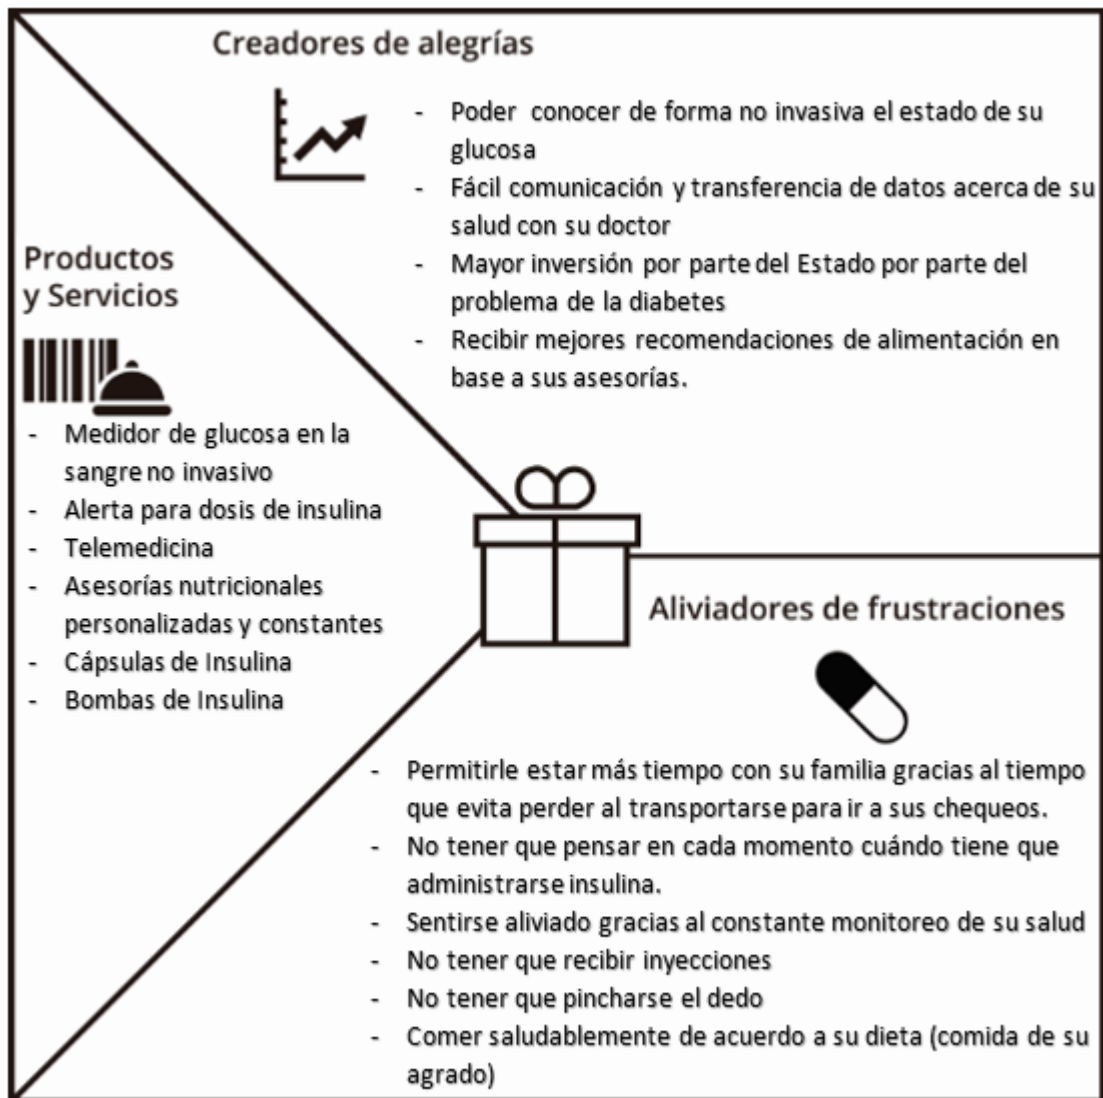 Creadores de alegrías
- Poder conocer de forma no invasiva el estado de su
glucosa
- Fácil comunicación y transferencia de datos acerca de su
salud con su doctor
- Mayor inversión por parte del Estado por parte del
problema de la diabetes
- Recibir mejores recomendaciones de alimentación en
base a sus asesorías.
Productos
y Servicios
- Medidor de glucosa en la
sangre no invasivo
- Alerta para dosis de insulina
- Telemedicina
- Asesorías nutricionales
personalizadas y constantes
- Cápsulas de Insulina
- Bombas de Insulina
Aliviadores de frustraciones
- Permitirle estar más tiempo con su familia gracias al tiempo
que evita perder al transportarse para ir a sus chequeos.
- No tener que pensar en cada momento cuándo tiene que
administrarse insulina.
- Sentirse aliviado gracias al constante monitoreo de su salud
- No tener que recibir inyecciones
- No tener que pincharse el dedo
- Comer saludablemente de acuerdo a su dieta (comida de su
agrado)